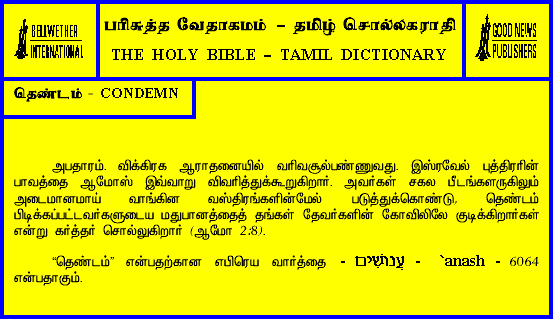 BELLWETHER
INTERNATIONAL
பரிசுத்த வேதாகமம் – தமிழ் சொல்லகராதி
THE HOLY BIBLE – TAMIL DICTIONARY
GOOD NEWS
PUBLISHERS
தெண்டம் - CONDEMN
அபதாரம். விக்கிரக ஆராதனையில் வரிவசூல்பண்ணுவது. இஸ்ரவேல் புத்திரரின்
பாவத்தை ஆமோஸ் இவ்வாறு விவரித்துக்கூறுகிறார். அவர்கள் சகல பீடங்களருகிலும்
அடைமானமாய் வாங்கின வஸ்திரங்களின்மேல் படுத்துக்கொண்டு, தெண்டம்
பிடிக்கப்பட்டவர்களுடைய மதுபானத்தைத் தங்கள் தேவர்களின் கோவிலிலே குடிக்கிறார்கள்
என்று கர்த்தர் சொல்லுகிறார் (ஆமோ 2:8).
“தெண்டம்” என்பதற்கான எபிரெய வார்த்தை - עֲנוּשִׁים - `anash - 6064
என்பதாகும்.